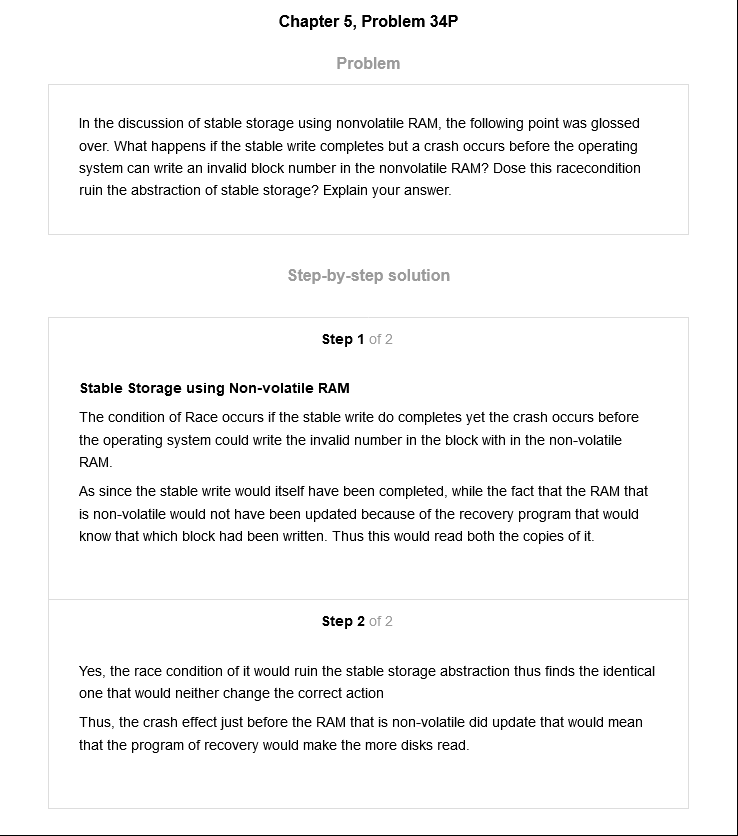 Chapter 5, Problem 34P
Problem
In the discussion of stable storage using nonvolatile RAM, the following point was glossed
over. What happens if the stable write completes but a crash occurs before the operating
system can write an invalid block number in the nonvolatile RAM? Dose this racecondition
ruin the abstraction of stable storage? Explain your answer.
Step-by-step solution
Step 1 of 2
Stable Storage using Non-volatile RAM
The condition of Race occurs if the stable write do completes yet the crash occurs before
the operating system could write the invalid number in the block with in the non-volatile
RAM.
As since the stable write would itself have been completed, while the fact that the RAM that
is non-volatile would not have been updated because of the recovery program that would
know that which block had been written. Thus this would read both the copies of it.
Step 2 of 2
Yes, the race condition of it would ruin the stable storage abstraction thus finds the identical
one that would neither change the correct action
Thus, the crash effect just before the RAM that is non-volatile did update that would mean
that the program of recovery would make the more disks read.